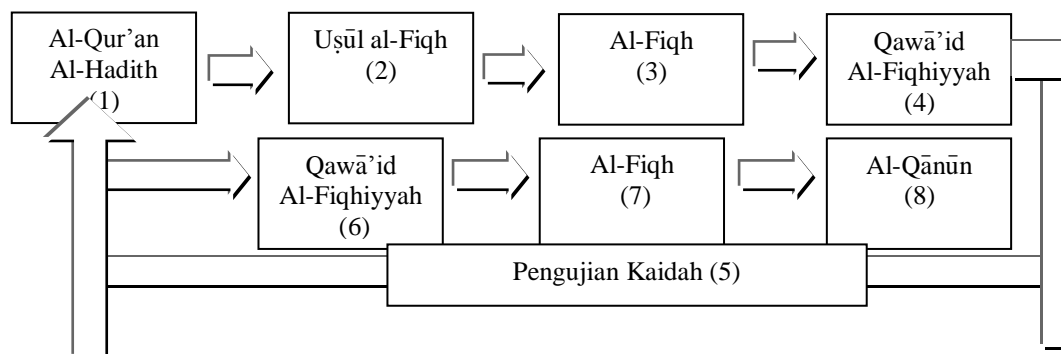 Al-Qur'an
Al-Hadith
(1)
Uṣūl al-Fiqh
(2)
Al-Fiqh
(3)
Qawā'id
Al-Fiqhiyyah
(4)
Qawā'id
Al-Fiqhiyyah
(6)
Al-Fiqh
(7)
Al-Qānūn
(8)
Pengujian Kaidah (5)